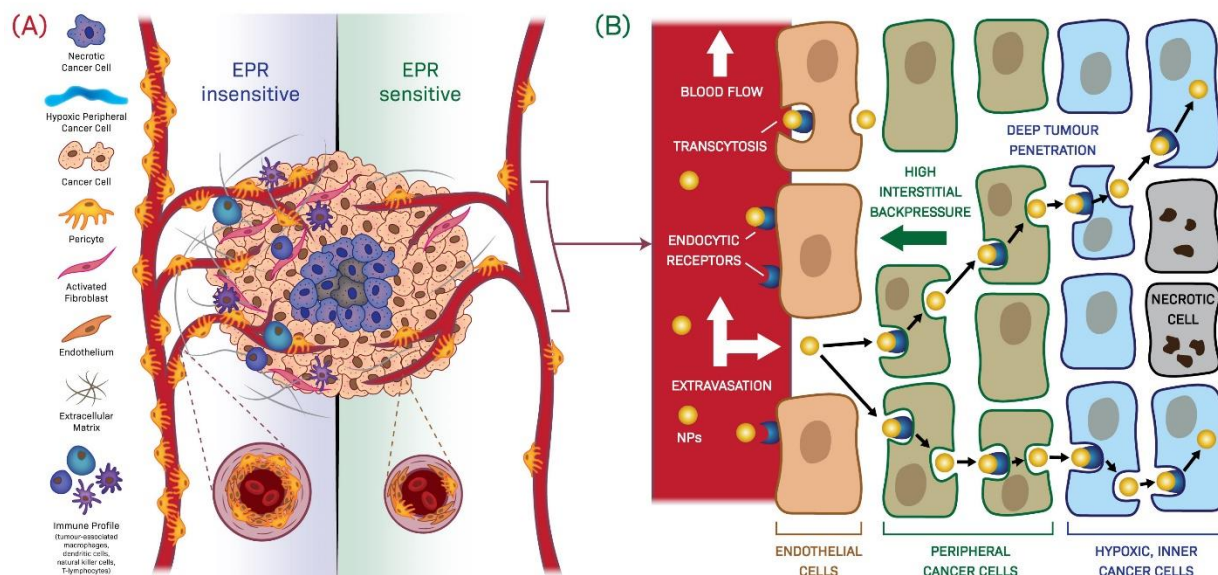 (A)
Necrotic
Cancer Cell
Hypoxic Peripheral
Cancer Cell
Cancer Cell
Pericyte
Activated
Fibroblast
Endothelium
Extracellular
Matrix
Immune Profile
(tumour-associated
macrophages,
dendritic cells,
natural killer cells,
T-lymphocytes)
EPR
insensitive
EPR
sensitive
(B)
BLOOD FLOW
TRANSCYTOSIS
ENDOCYTIC
RECEPTORS
EXTRAVASATION
NPs
HIGH
INTERSTITIAL
BACKPRESSURE
DEEP TUMOUR
PENETRATION
NECROTIC
CELL
ENDOTHELIAL
CELLS
PERIPHERAL
CANCER CELLS
HYPOXIC, INNER
CANCER CELLS